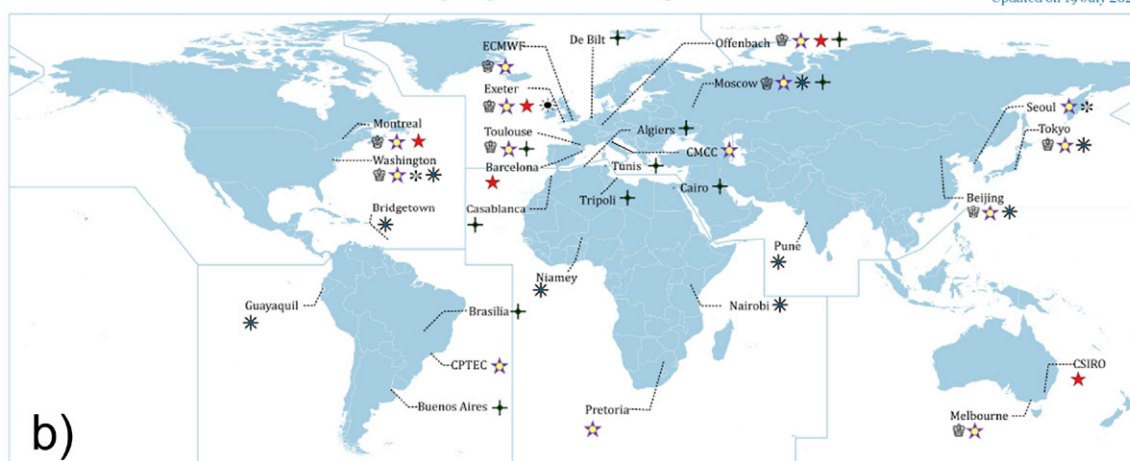 Updated on 19 July 202
De Bilt
ECMWF
Offenbach
Moscow
Exeter
Seoul
Montreal
Toulouse
Algiers
Tokyo
Washington
Barcelona
CMCC
Tunis
Cairo
Tripoli
Beijing
Bridgetown
Casablanca
Pune
Niamey
Guayaquil
Brasilia
Nairobi
CPTEC
CSIRO
Buenos Aires
Pretoria
Melbourne
b)